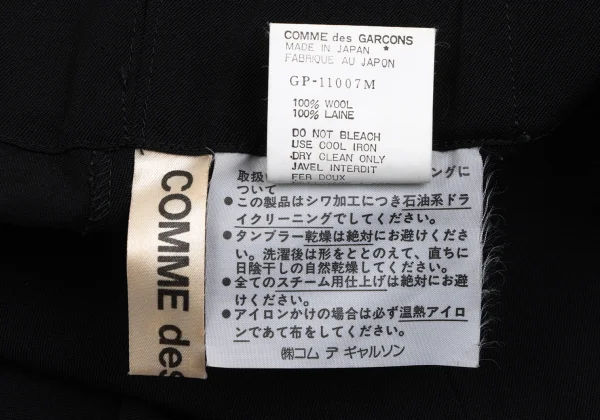 COMME des GARCONS
MADE IN JAPAN *
FABRIQUE AU JAPON
GP-11007M
100% WOOL
100% LAINE
DO NOT BLEACH
USE COOL IRON
DRY CLEAN ONLY
JAVEL INTERDIT
FER DOUX
COMME des
取扱い
ングに
ついて
●この製品はシワ加工につき石油系ドラ
イクリーニングでしてください。
●タンブラー乾燥は絶対にお避けくださ
い。洗濯後は形をととのえて、直ちに
日陰干しの自然乾燥してください。
●全てのスチーム用仕上げは絶対にお避
けください。
●アイロンかけの場合は必ず温熱アイロ
ンであて布をしてください。
㈱コム デ ギャルソン